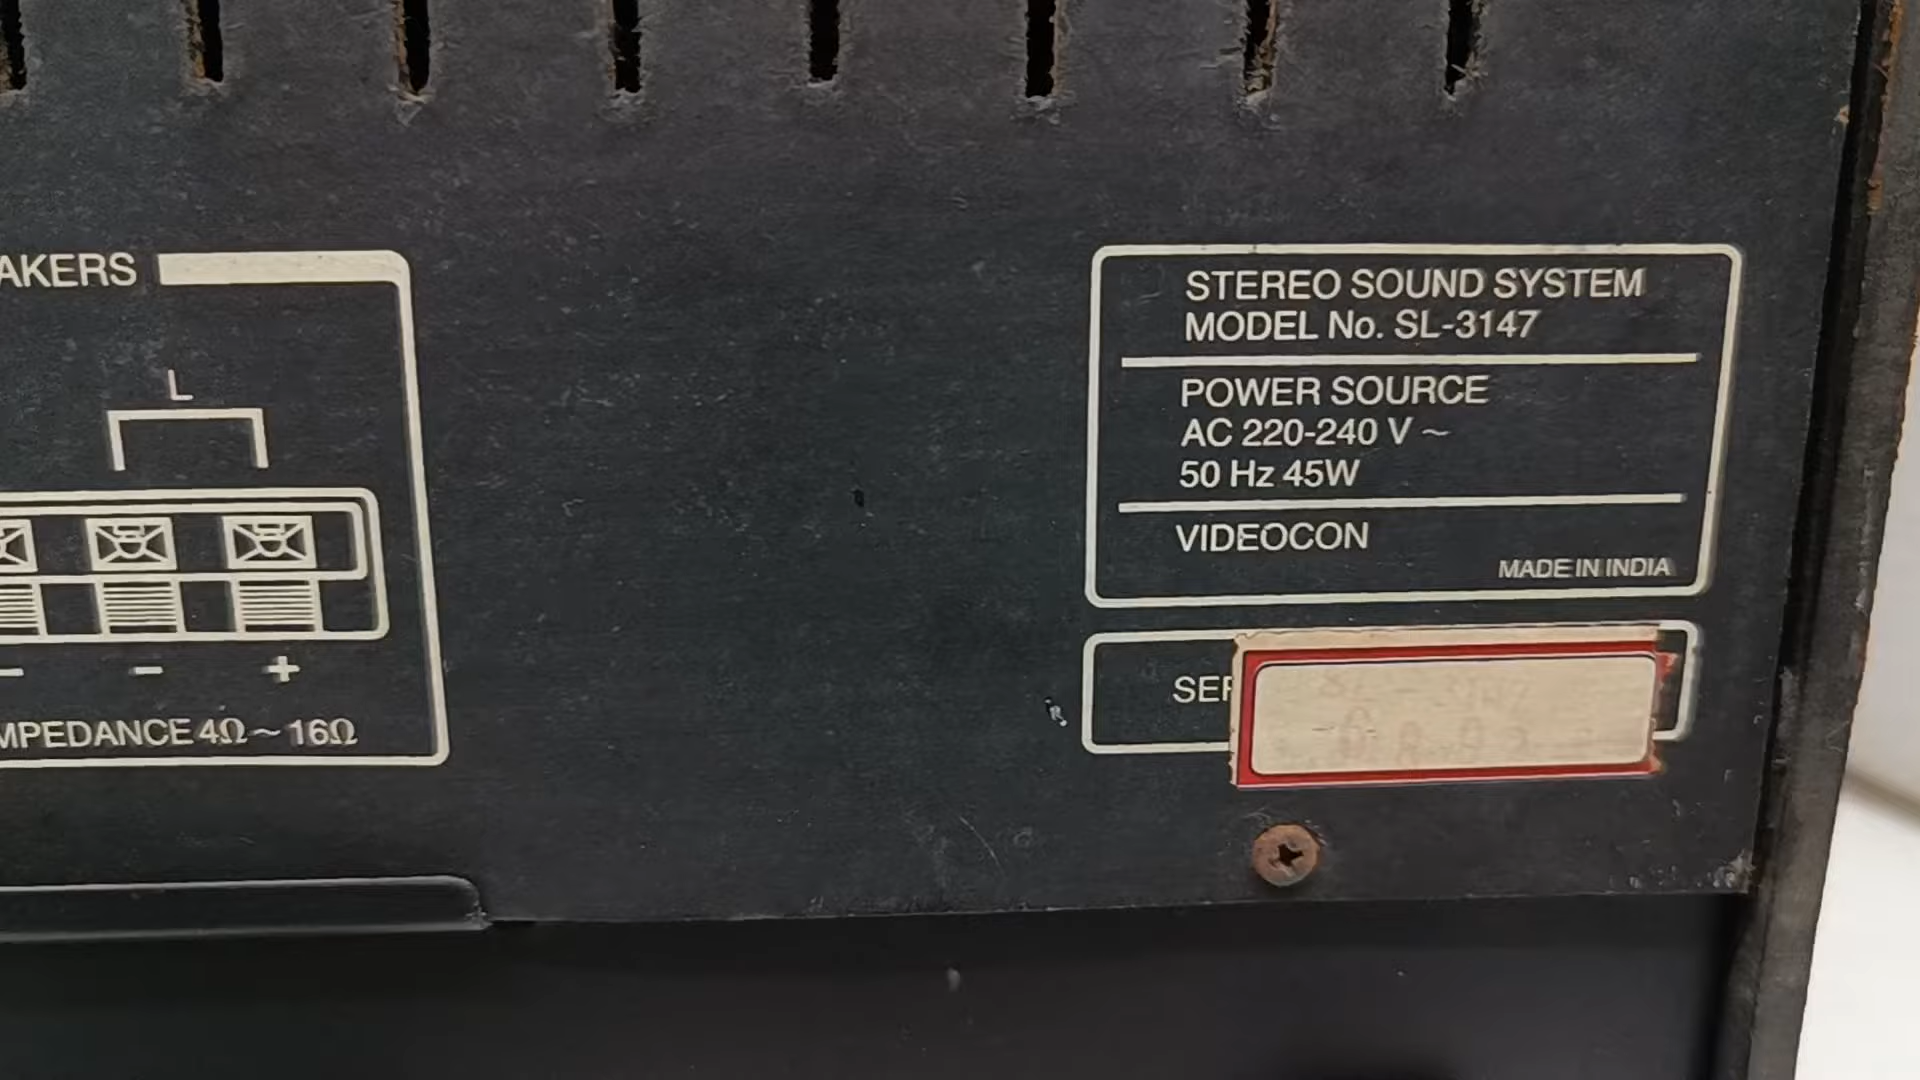 AKERS
L
- - +
MPEDANCE 4Ω ~ 16Ω
STEREO SOUND SYSTEM
MODEL No. SL-3147
POWER SOURCE
AC 220-240 V ~
50 Hz 45W
VIDEOCON
MADE IN INDIA
SER